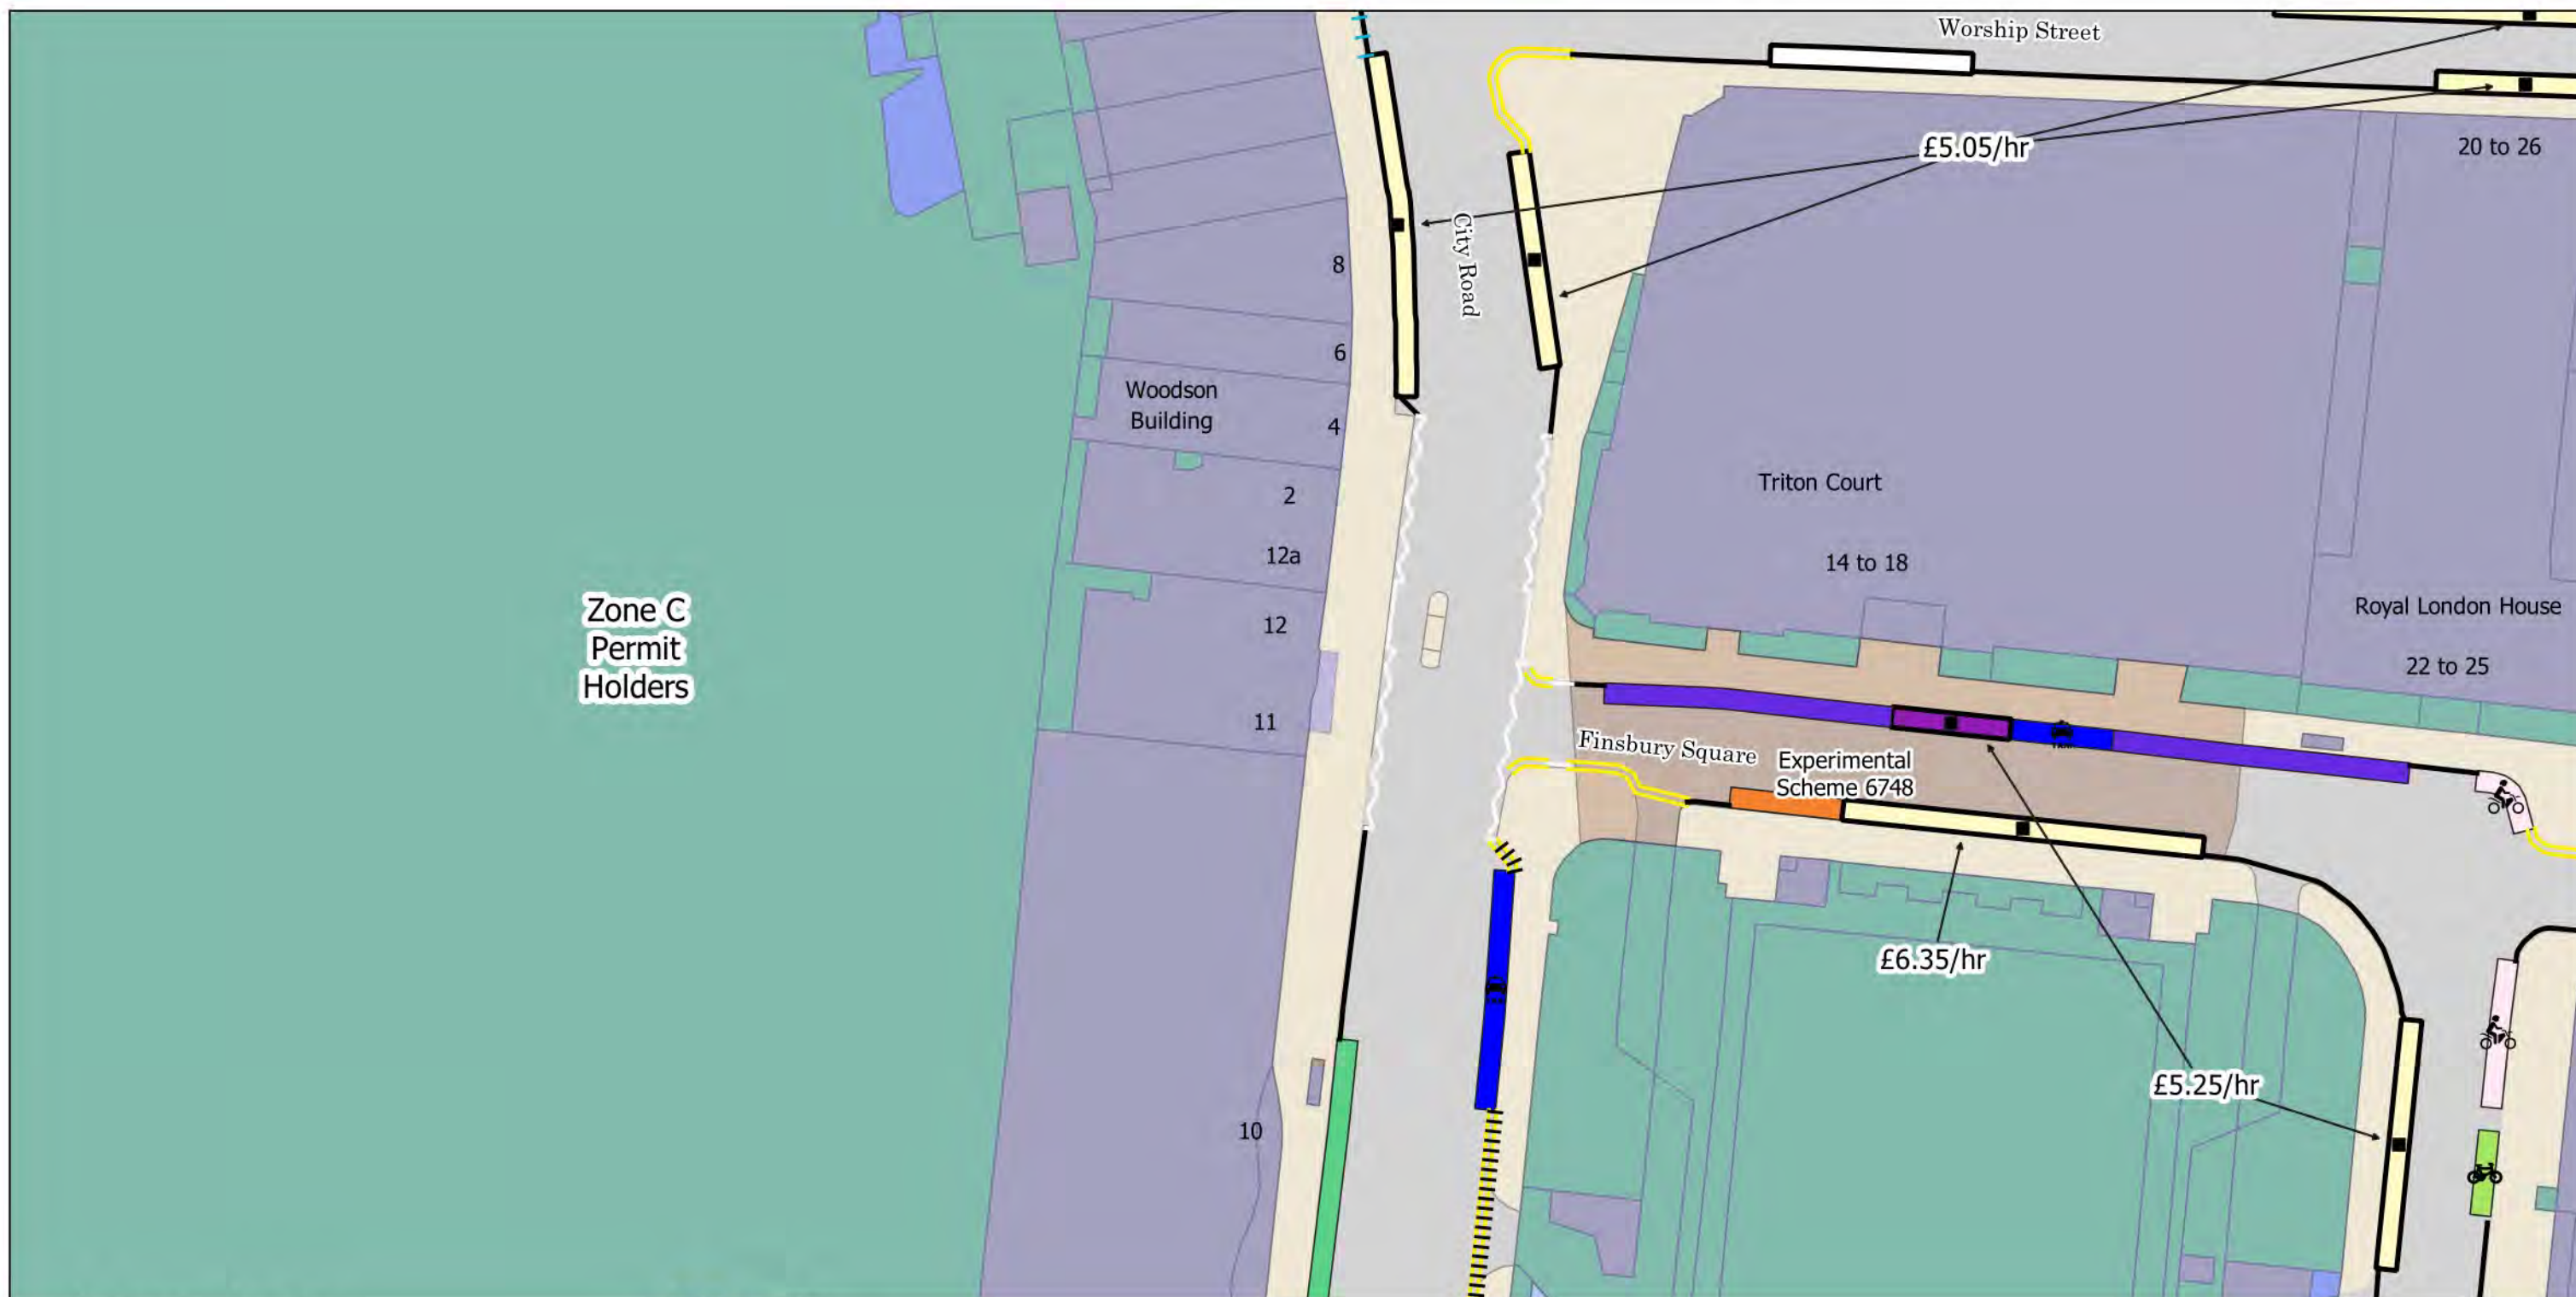 Worship Street
£5.05/hr
20 to 26
City Road
8
6
Woodson
Building
4
2
12a
12
11
10
Triton Court
14 to 18
Royal London House
22 to 25
Zone C
Permit
Holders
Finsbury Square
Experimental
Scheme 6748
£6.35/hr
£5.25/hr